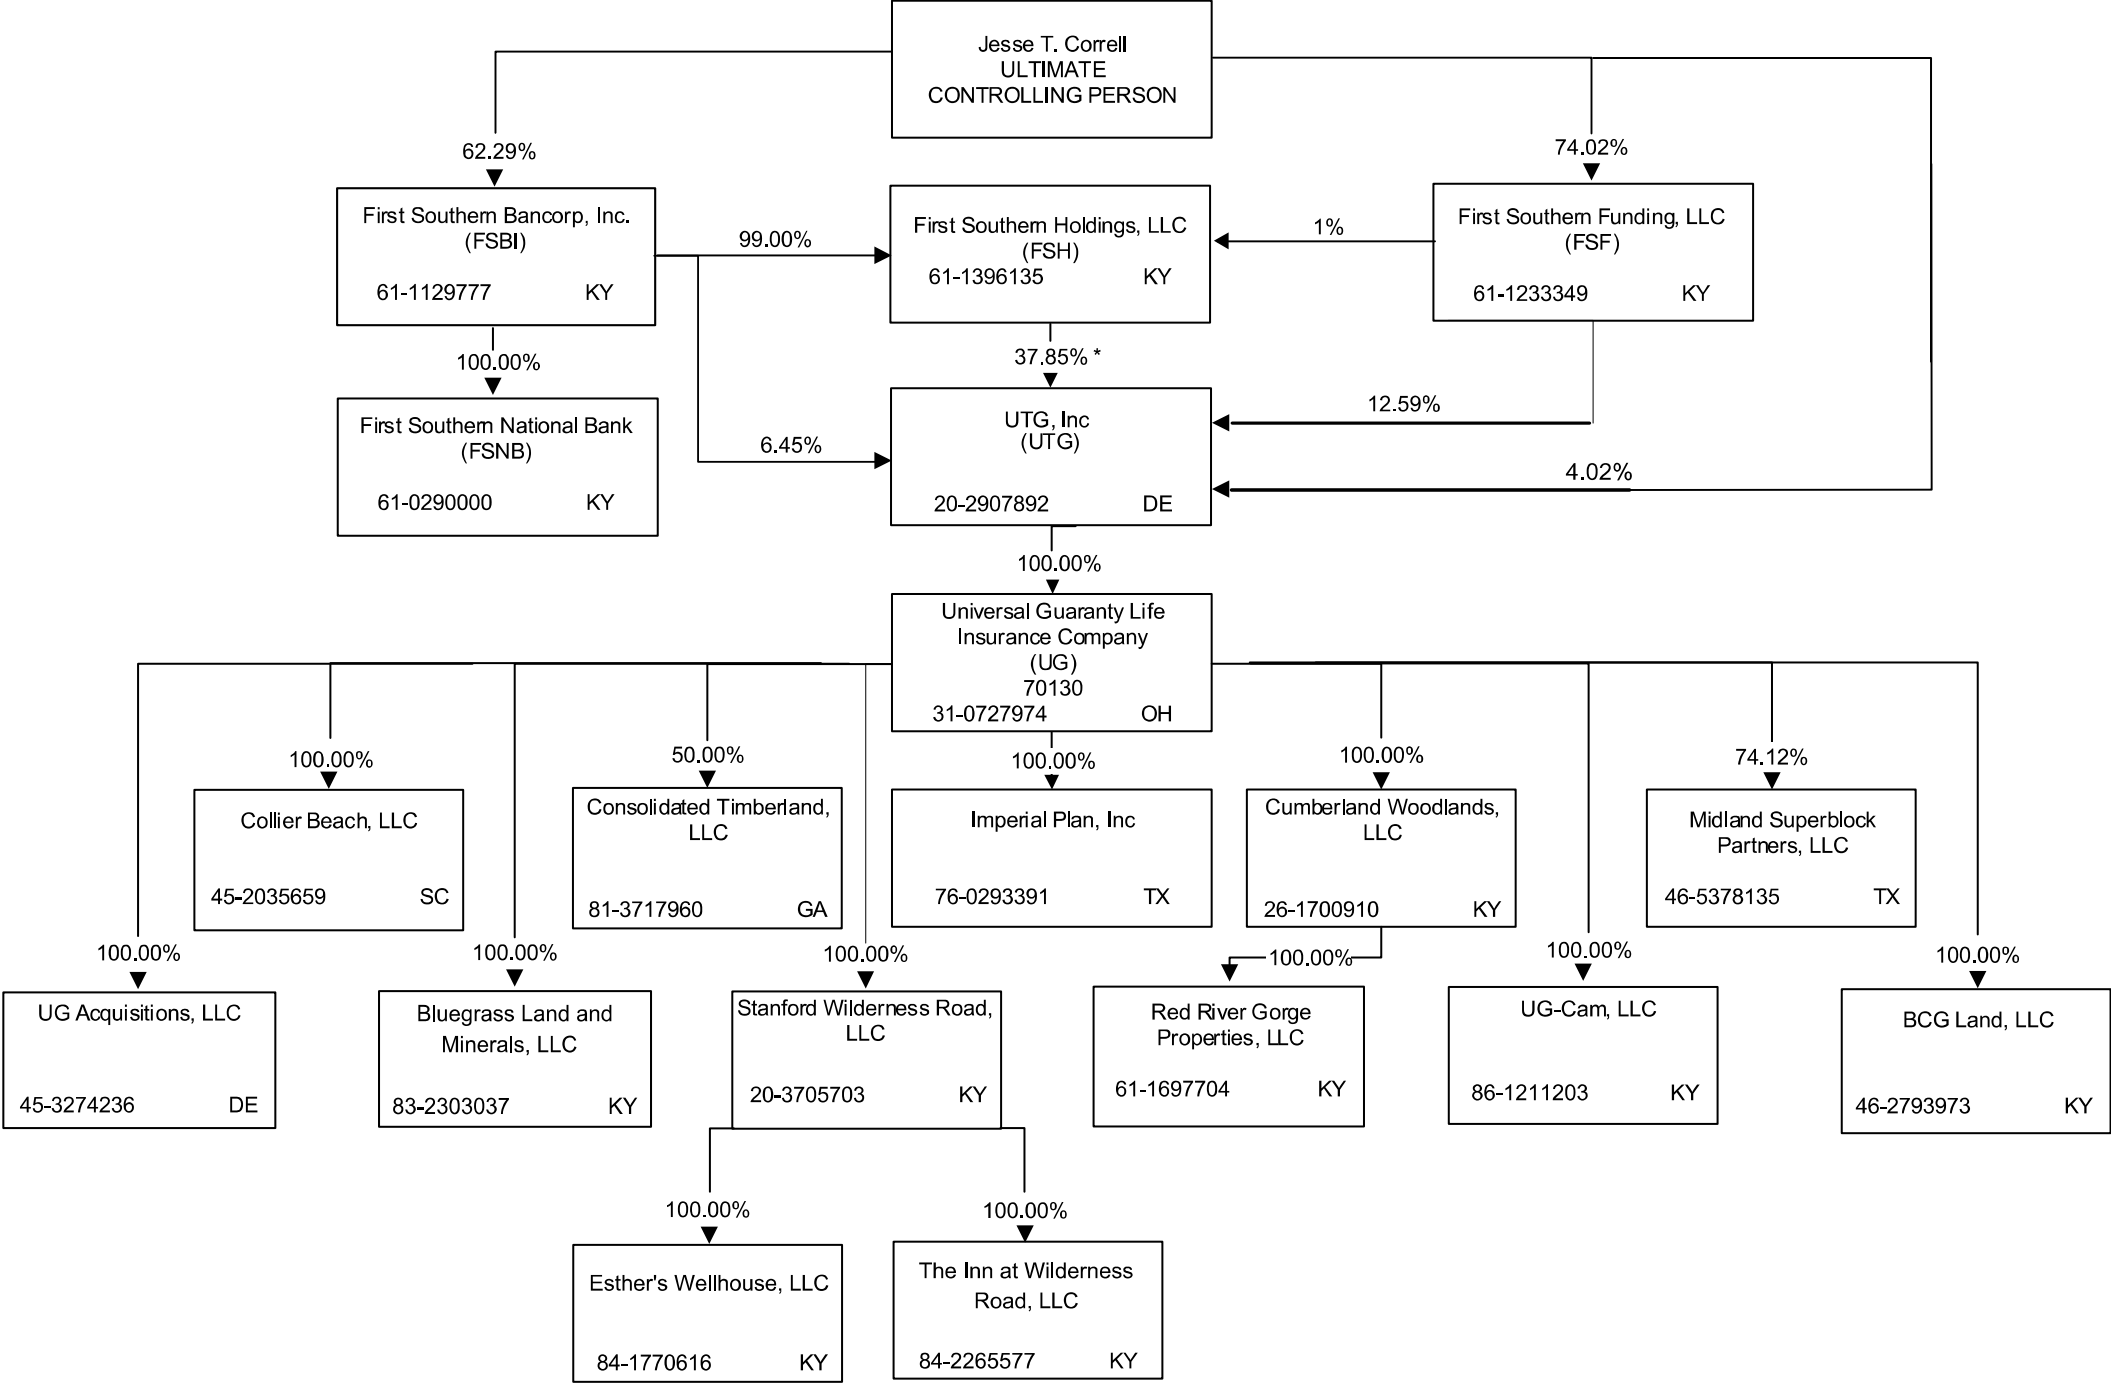 Jesse T. Correll
ULTIMATE
CONTROLLING PERSON
62.29%
74.02%
First Southern Bancorp, Inc.
(FSBI)
61-1129777 KY
99.00%
First Southern Holdings, LLC
(FSH)
61-1396135 KY
1%
First Southern Funding, LLC
(FSF)
61-1233349 KY
100.00%
37.85% *
First Southern National Bank
(FSNB)
61-0290000 KY
6.45%
UTG, Inc
(UTG)
20-2907892 DE
12.59%
4.02%
100.00%
Universal Guaranty Life
Insurance Company
(UG)
70130
31-0727974 OH
100.00%
50.00%
100.00%
100.00%
74.12%
Collier Beach, LLC
45-2035659 SC
Consolidated Timberland,
LLC
81-3717960 GA
Imperial Plan, Inc
76-0293391 TX
Cumberland Woodlands,
LLC
26-1700910 KY
Midland Superblock
Partners, LLC
46-5378135 TX
100.00%
100.00%
100.00%
100.00%
100.00%
100.00%
UG Acquisitions, LLC
45-3274236 DE
Bluegrass Land and
Minerals, LLC
83-2303037 KY
Stanford Wilderness Road,
LLC
20-3705703 KY
Red River Gorge
Properties, LLC
61-1697704 KY
UG-Cam, LLC
86-1211203 KY
BCG Land, LLC
46-2793973 KY
100.00%
100.00%
Esther's Wellhouse, LLC
84-1770616 KY
The Inn at Wilderness
Road, LLC
84-2265577 KY